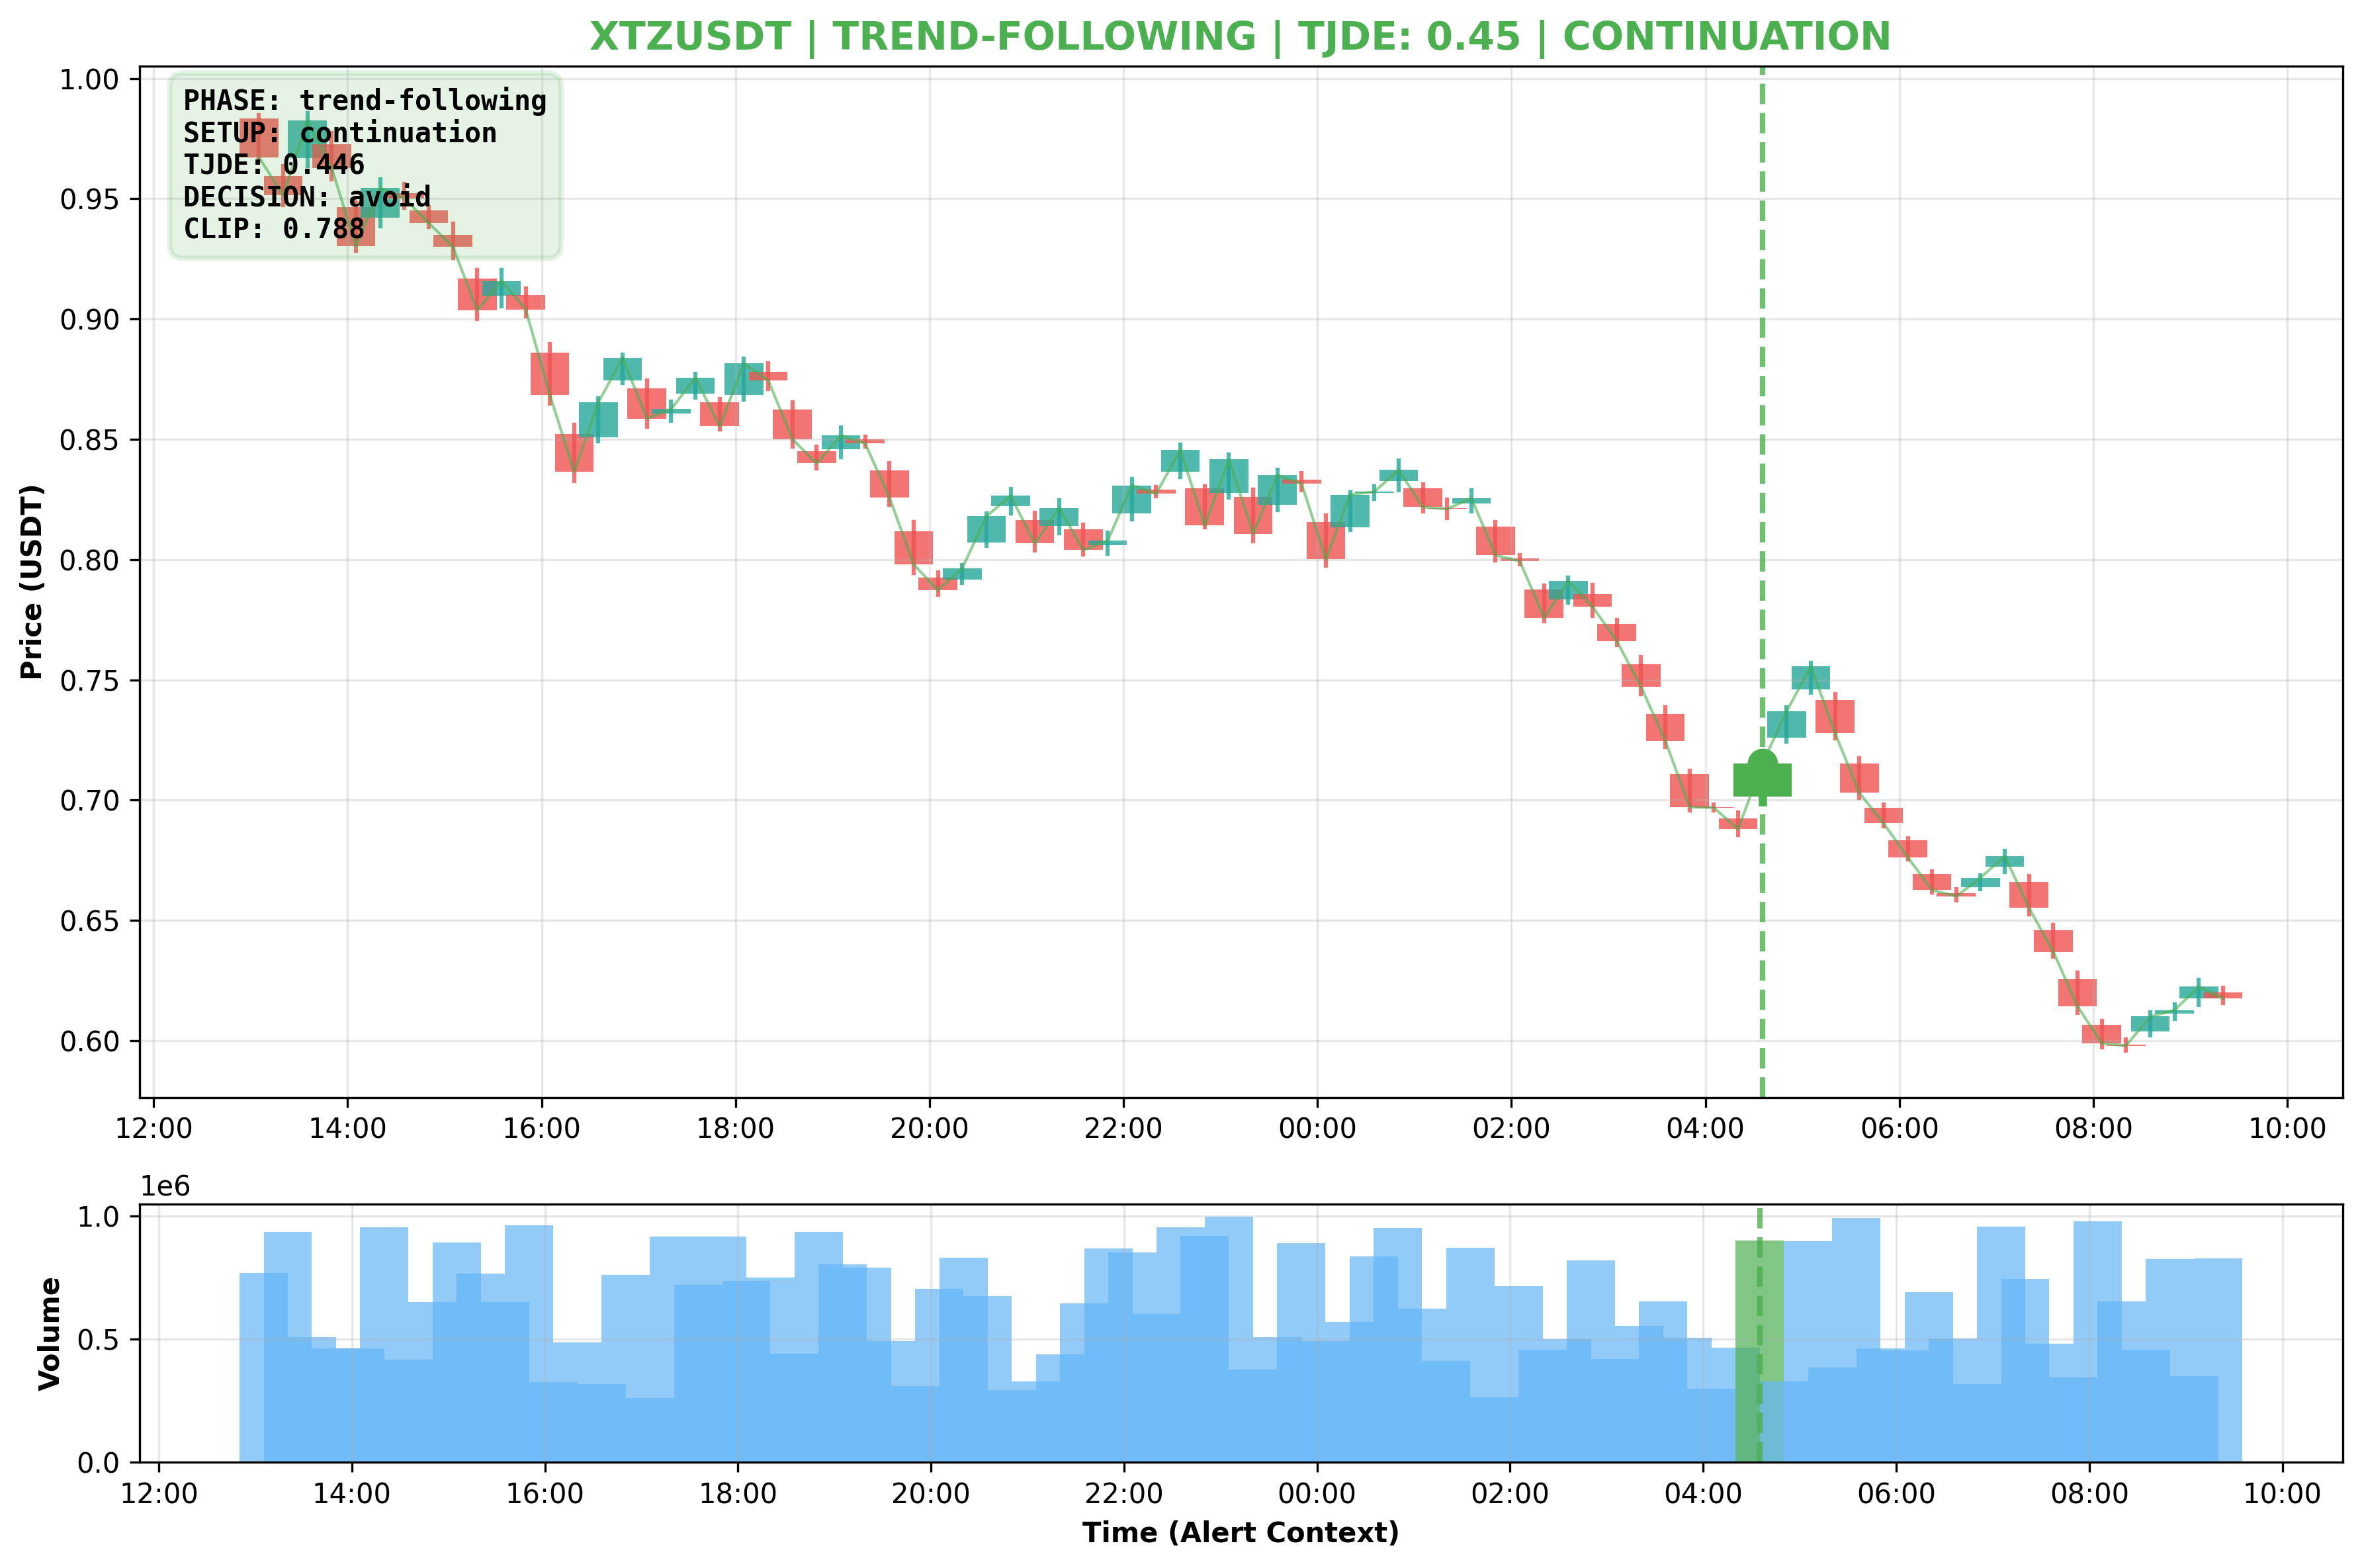 XTZUSDT | TREND-FOLLOWING | TJDE: 0.45 | CONTINUATION
PHASE: trend-following
SETUP: continuation
TJDE: 0.446
DECISION: avoid
CLIP: 0.788
Price (USDT)
1.00
0.95
0.90
0.85
0.80
0.75
0.70
0.65
0.60
12:00 14:00 16:00 18:00 20:00 22:00 00:00 02:00 04:00 06:00 08:00 10:00
1e6
Volume
1.0
0.5
0.0
12:00 14:00 16:00 18:00 20:00 22:00 00:00 02:00 04:00 06:00 08:00 10:00
Time (Alert Context)